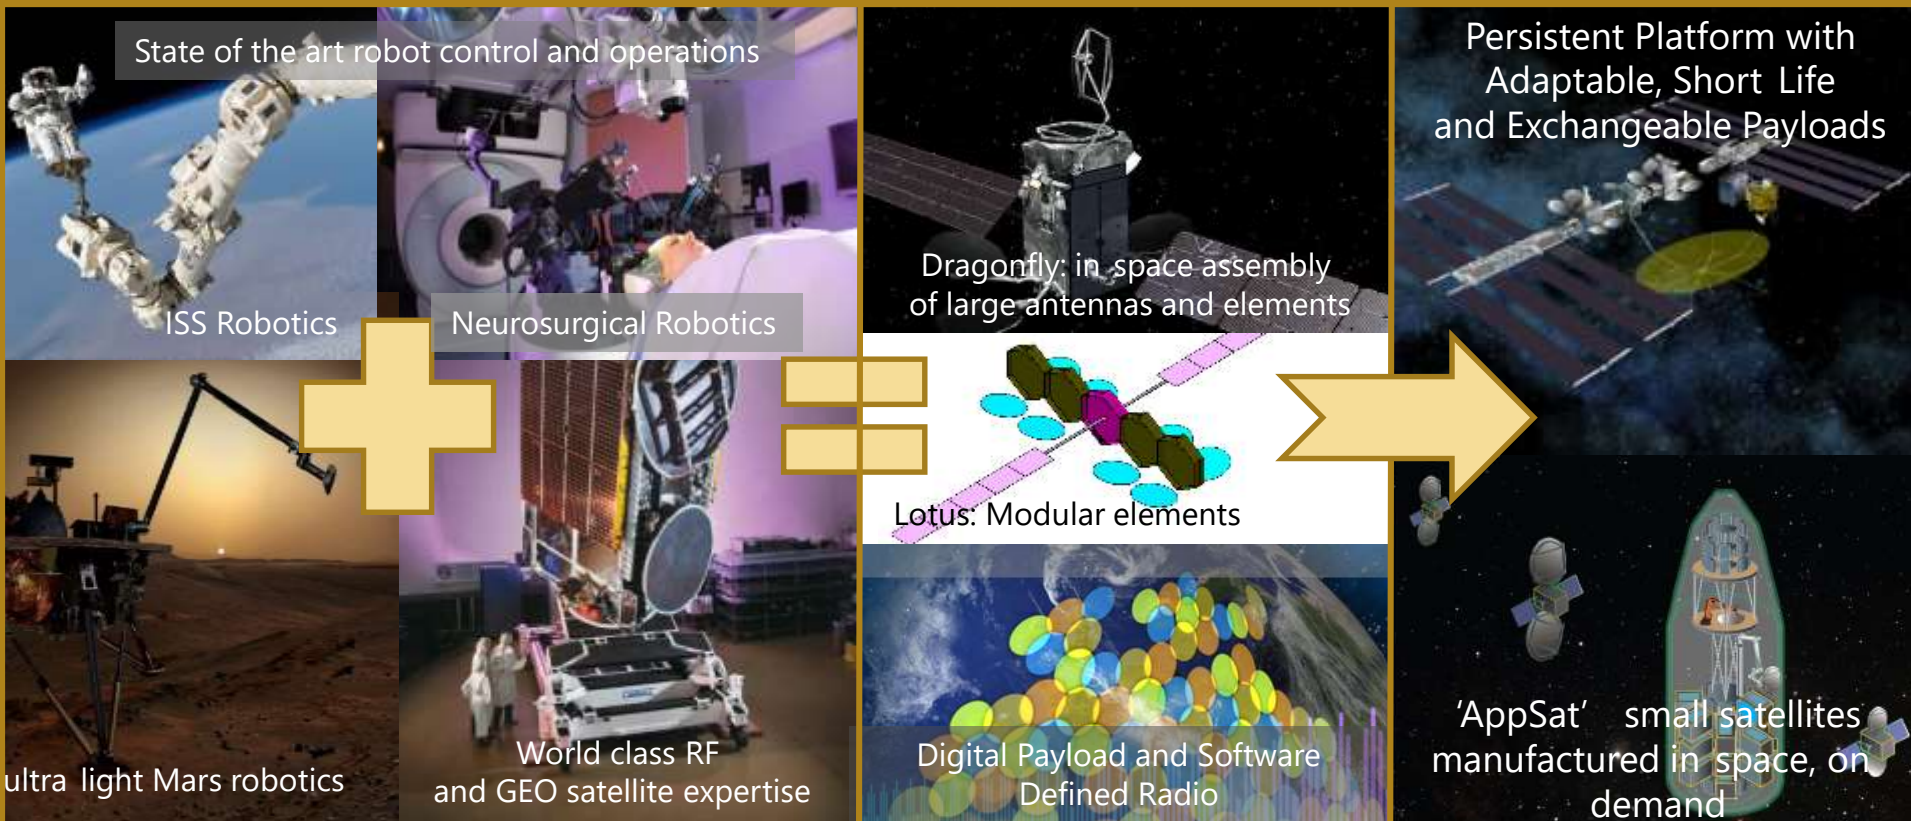 State of the art robot control and operations
ISS Robotics
Neurosurgical Robotics
ultra light Mars robotics
World class RF
and GEO satellite expertise
Dragonfly: in space assembly
of large antennas and elements
Lotus: Modular elements
Digital Payload and Software
Defined Radio
Persistent Platform with
Adaptable, Short Life
and Exchangeable Payloads
‘AppSat’ small satellites
manufactured in space, on
demand